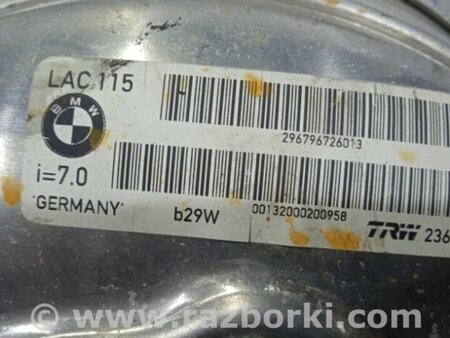 LAC 115
BMW
296796726013
i=7.0
00132000200958
'GERMANY'
b29W
TRW 236
www.razborki.com